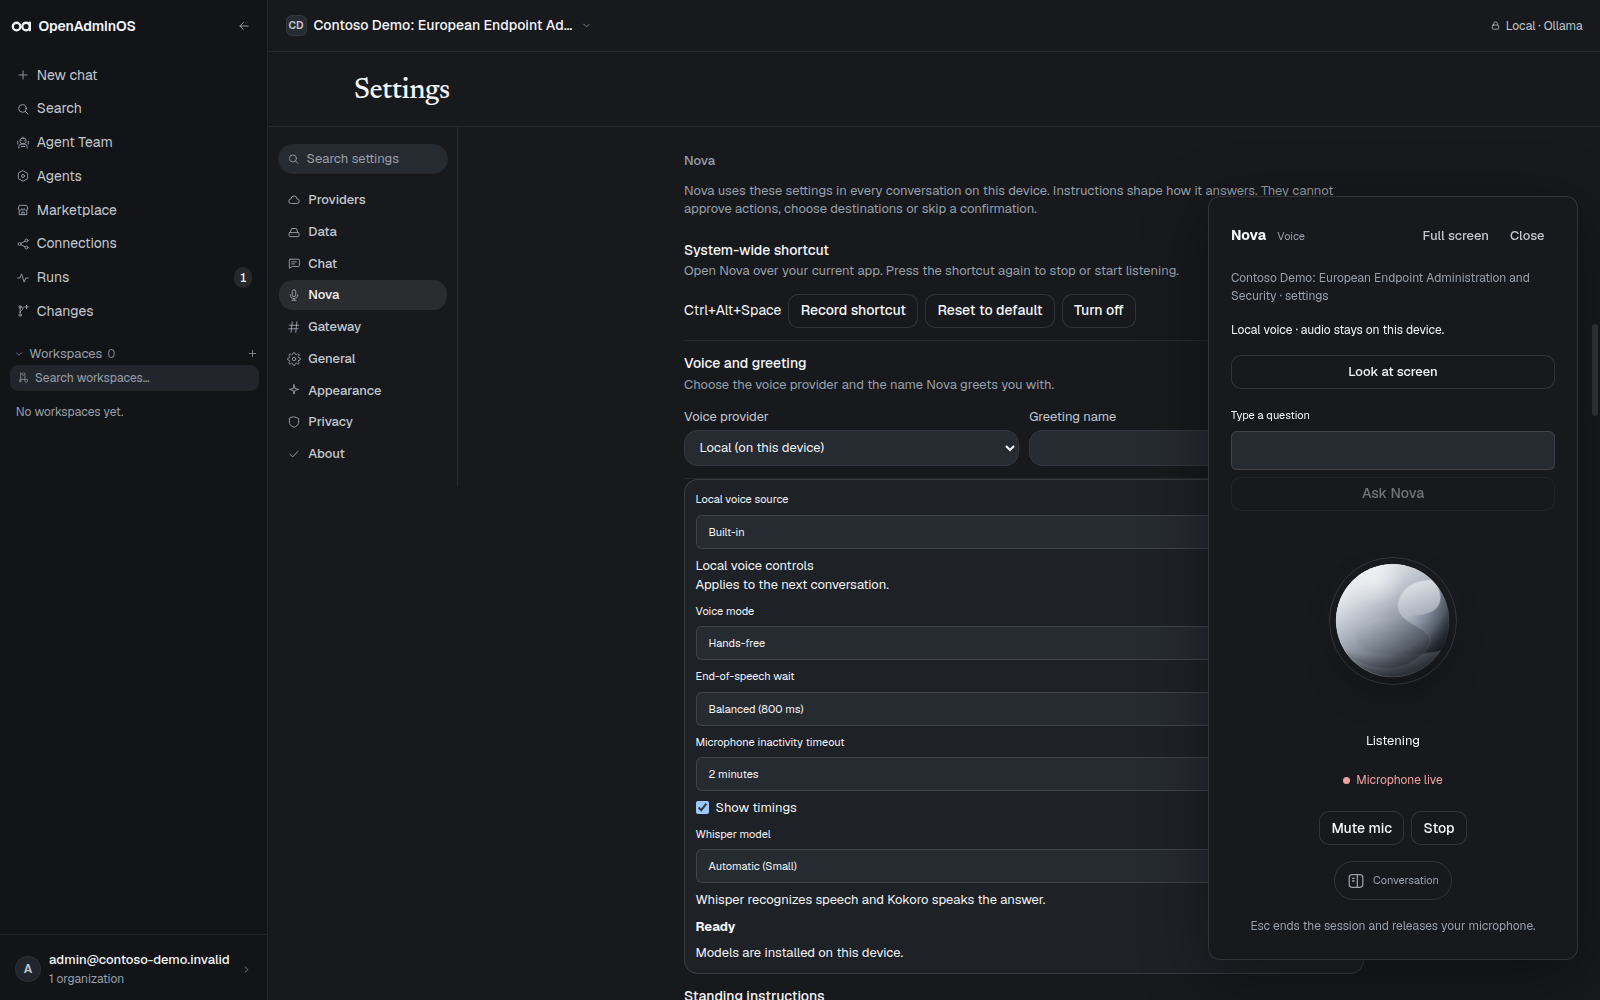 OpenAdminOS
New chat
Search
Agent Team
Agents
Marketplace
Connections
Runs
1
Changes
Workspaces 0
Search workspaces...
No workspaces yet.
A
admin@contoso-demo.invalid
1 organization
CD
Contoso Demo: European Endpoint Ad...
Local · Ollama
Settings
Search settings
Providers
Data
Chat
Nova
Gateway
General
Appearance
Privacy
About
Nova
Nova uses these settings in every conversation on this device. Instructions shape how it answers. They cannot
approve actions, choose destinations or skip a confirmation.
System-wide shortcut
Open Nova over your current app. Press the shortcut again to stop or start listening.
Ctrl+Alt+Space
Record shortcut
Reset to default
Turn off
Voice and greeting
Choose the voice provider and the name Nova greets you with.
Voice provider
Greeting name
Local (on this device)
Local voice source
Built-in
Local voice controls
Applies to the next conversation.
Voice mode
Hands-free
End-of-speech wait
Balanced (800 ms)
Microphone inactivity timeout
2 minutes
Show timings
Whisper model
Automatic (Small)
Whisper recognizes speech and Kokoro speaks the answer.
Ready
Models are installed on this device.
Standing instructions
Nova Voice
Full screen
Close
Contoso Demo: European Endpoint Administration and
Security · settings
Local voice · audio stays on this device.
Look at screen
Type a question
Ask Nova
Listening
Microphone live
Mute mic
Stop
Conversation
Esc ends the session and releases your microphone.